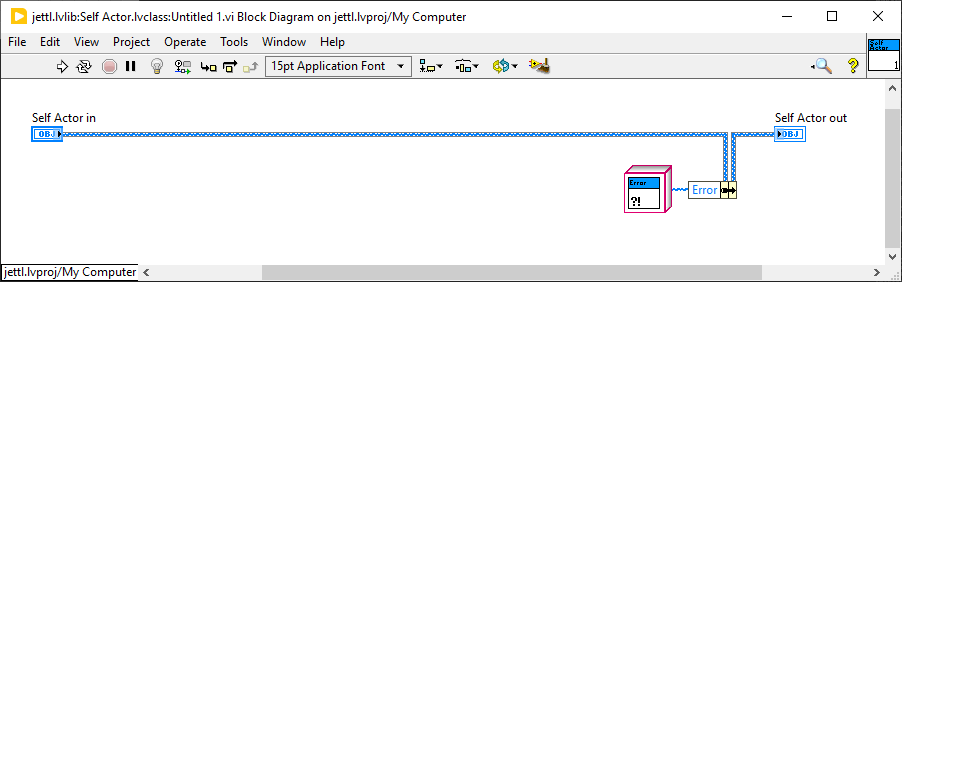 jettl.lvlib:Self Actor.lvclass:Untitled 1.vi Block Diagram on jettl.lvproj/My Computer
File Edit View Project Operate Tools Window Help
15pt Application Font
Self Actor
1
Self Actor in
Self Actor out
OBJ
OBJ
Error
?!
Error
jettl.lvproj/My Computer